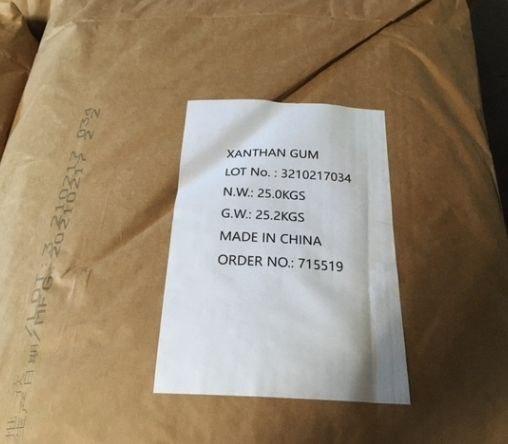 XANTHAN GUM
LOT No. : 3210217034
N.W.: 25.0KGS
G.W.: 25.2KGS
MADE IN CHINA
ORDER NO.: 715519